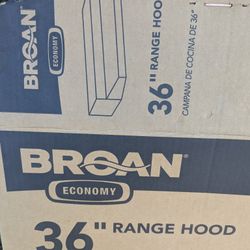 BROAN
ECONOMY
36" RANGE HOOD
CAMPANA DE COCINA DE 36"
BROAN®
ECONOMY
36" RANGE HOOD